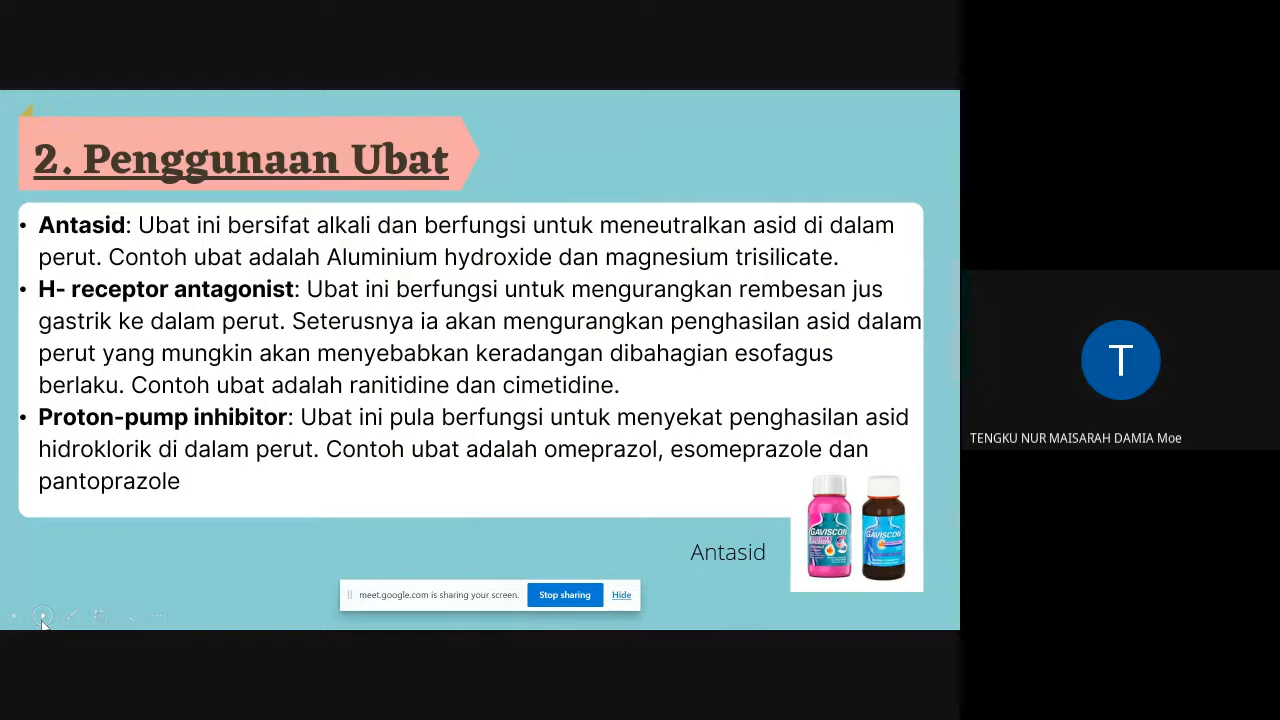 2. Penggunaan Ubat
• Antasid: Ubat ini bersifat alkali dan berfungsi untuk meneutralkan asid di dalam
perut. Contoh ubat adalah Aluminium hydroxide dan magnesium trisilicate.
• H- receptor antagonist: Ubat ini berfungsi untuk mengurangkan rembesan jus
gastrik ke dalam perut. Seterusnya ia akan mengurangkan penghasilan asid dalam
perut yang mungkin akan menyebabkan keradangan dibahagian esofagus
berlaku. Contoh ubat adalah ranitidine dan cimetidine.
• Proton-pump inhibitor: Ubat ini pula berfungsi untuk menyekat penghasilan asid
hidroklorik di dalam perut. Contoh ubat adalah omeprazol, esomeprazole dan
pantoprazole
Antasid
GAVISCON
GAVISCON
meet.google.com is sharing your screen.
Stop sharing
Hide
T
TENGKU NUR MAISARAH DAMIA Moe